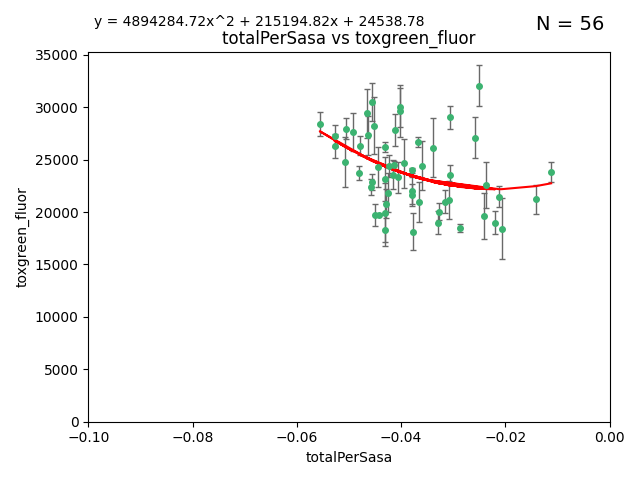 y = 4894284.72x^2 + 215194.82x + 24538.78
N = 56
totalPerSasa vs toxgreen_fluor
35000
30000
25000
20000
15000
10000
5000
0
toxgreen_fluor
−0.10 −0.08 −0.06 −0.04 −0.02 0.00
totalPerSasa